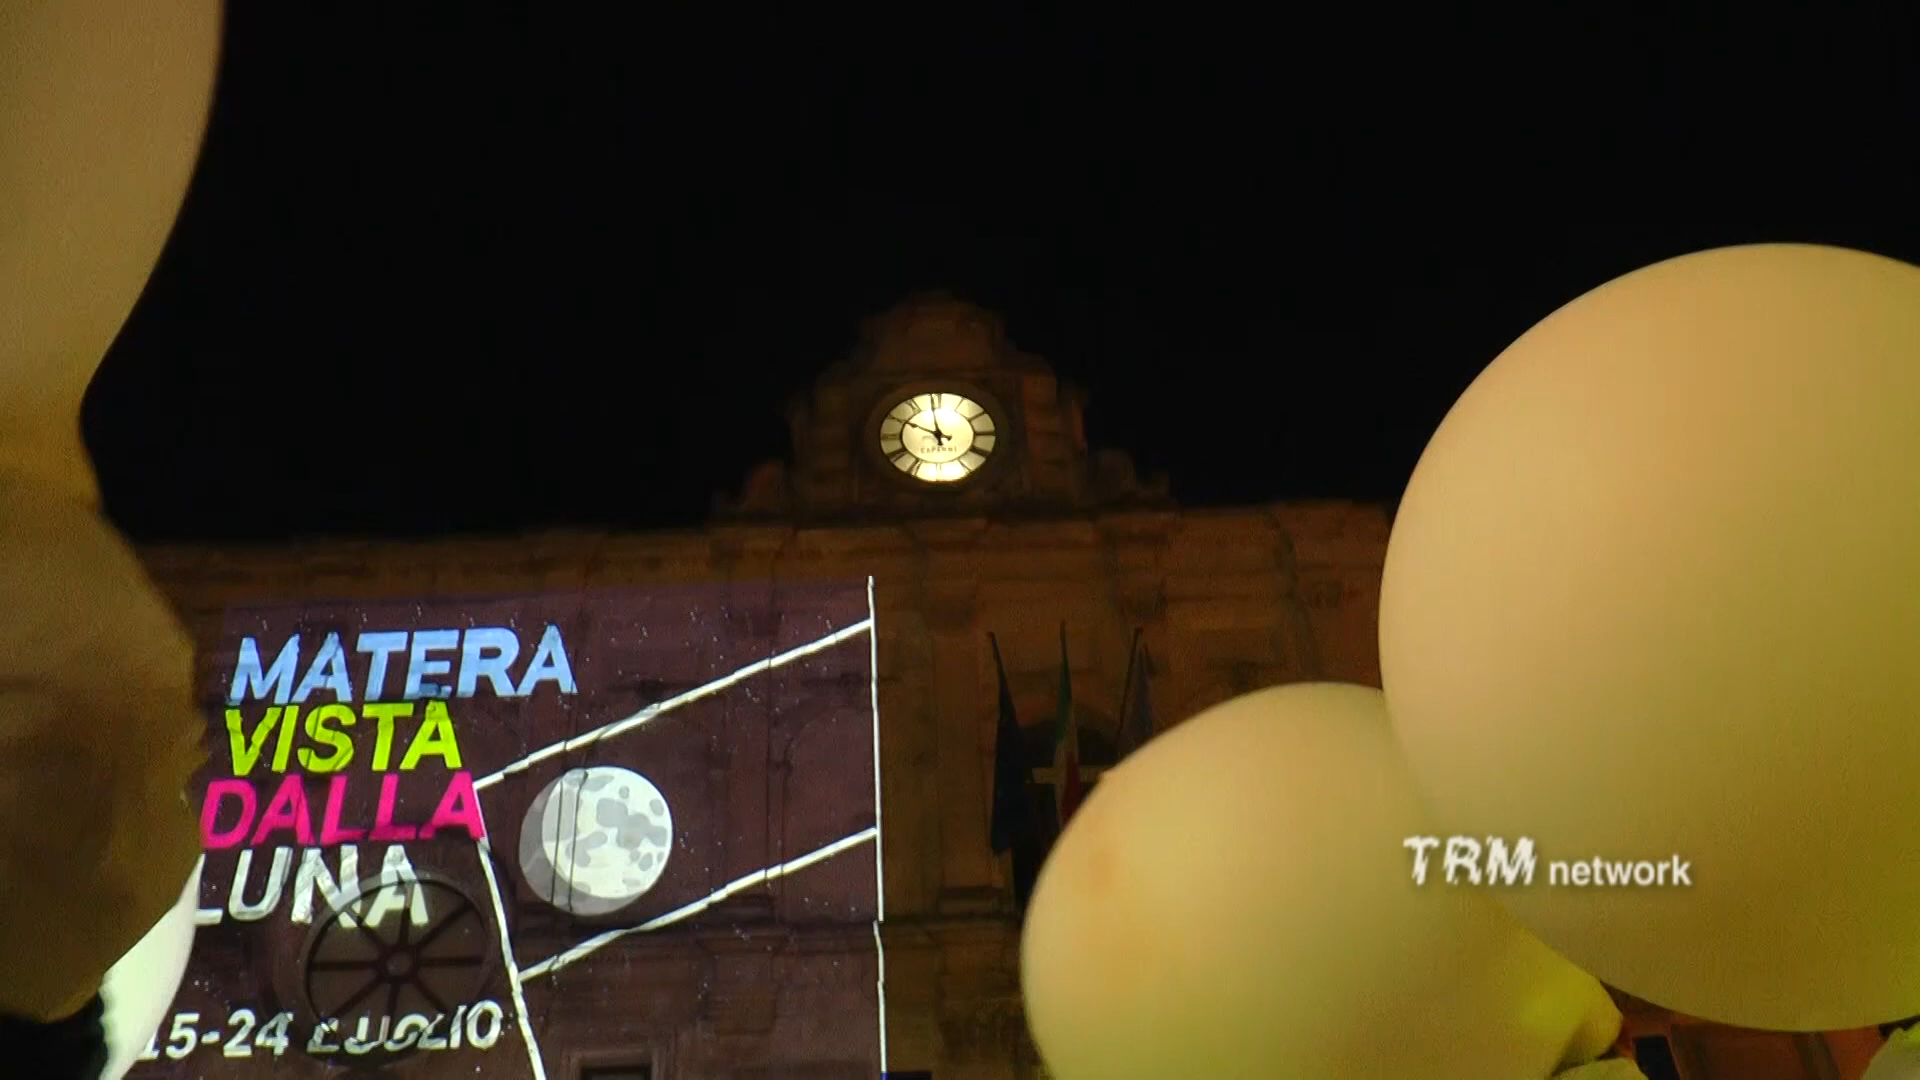 MATERA
VISTA
DALLA
LUNA
15-24 LUGLIO
TRM network